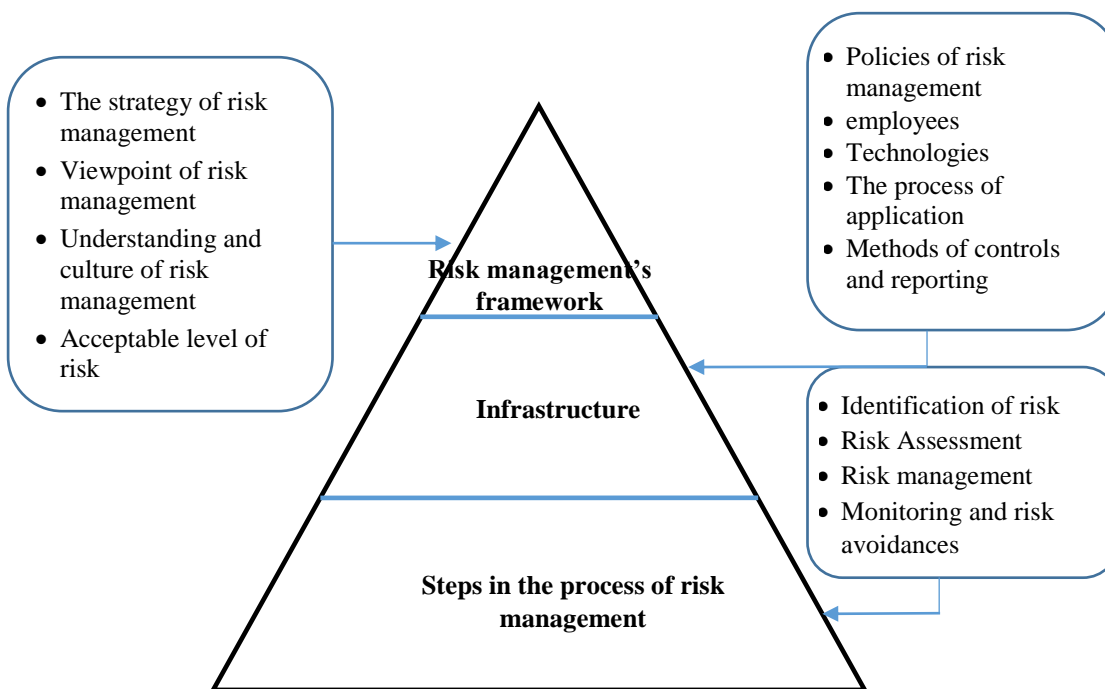 • The strategy of risk
management
• Viewpoint of risk
management
• Understanding and
culture of risk
management
• Acceptable level of
risk
• Policies of risk
management
• employees
• Technologies
• The process of
application
• Methods of controls
and reporting
Risk management’s
framework
Infrastructure
• Identification of risk
• Risk Assessment
• Risk management
• Monitoring and risk
avoidances
Steps in the process of risk
management